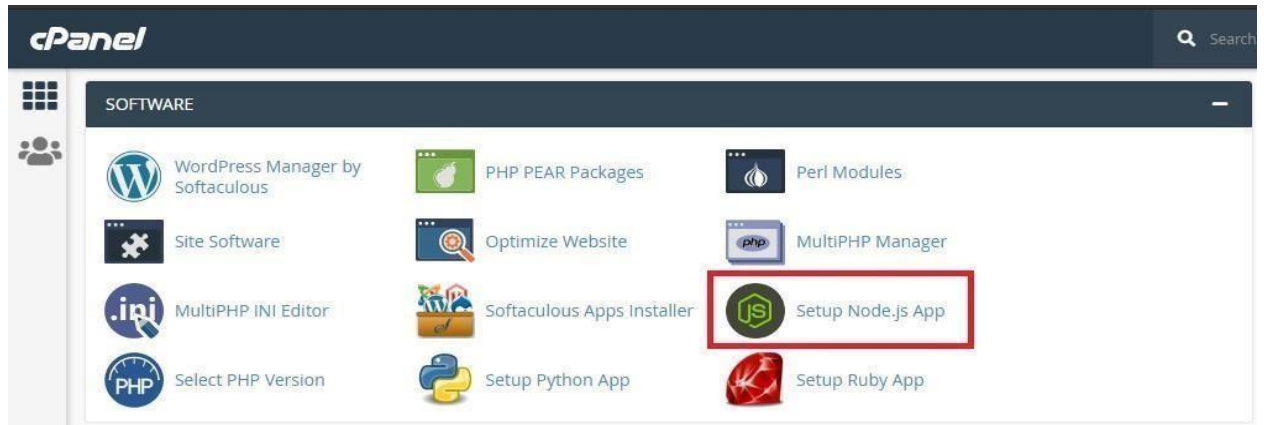 cPanel
Search
SOFTWARE
WordPress Manager by
Softaculous
PHP PEAR Packages
Perl Modules
Site Software
Optimize Website
php
MultiPHP Manager
.ini
MultiPHP INI Editor
Softaculous Apps Installer
JS
Setup Node.js App
PHP
Select PHP Version
Setup Python App
Setup Ruby App